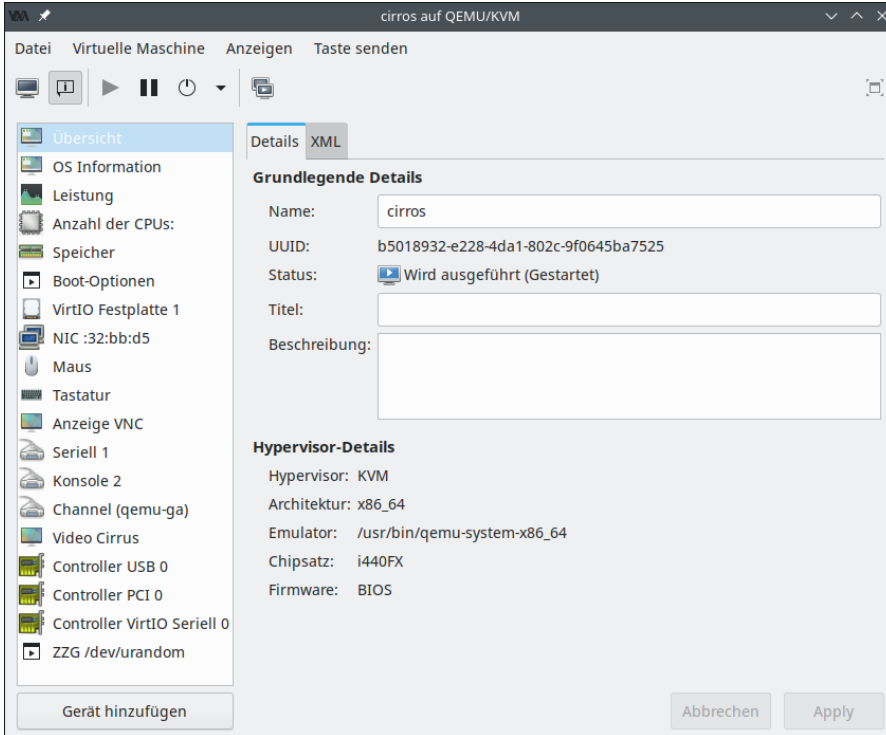 cirros auf QEMU/KVM
Datei Virtuelle Maschine Anzeigen Taste senden
Übersicht
OS Information
Leistung
Anzahl der CPUs:
Speicher
Boot-Optionen
VirtIO Festplatte 1
NIC :32:bb:d5
Maus
Tastatur
Anzeige VNC
Seriell 1
Konsole 2
Channel (qemu-ga)
Video Cirrus
Controller USB 0
Controller PCI 0
Controller VirtIO Seriell 0
ZZG /dev/urandom
Gerät hinzufügen
Details XML
Grundlegende Details
Name: cirros
UUID: b5018932-e228-4da1-802c-9f0645ba7525
Status: Wird ausgeführt (Gestartet)
Titel:
Beschreibung:
Hypervisor-Details
Hypervisor: KVM
Architektur: x86_64
Emulator: /usr/bin/qemu-system-x86_64
Chipsatz: i440FX
Firmware: BIOS
Abbrechen Apply